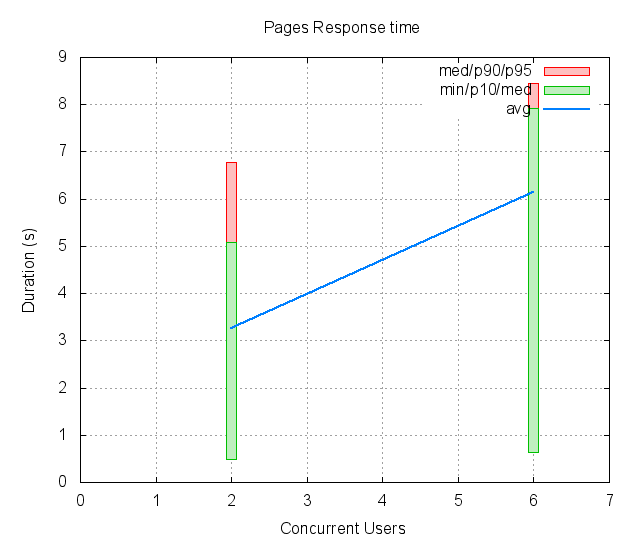 Pages Response time
med/p90/p95
min/p10/med
avg
Duration (s)
9
8
7
6
5
4
3
2
1
0
0 1 2 3 4 5 6 7
Concurrent Users